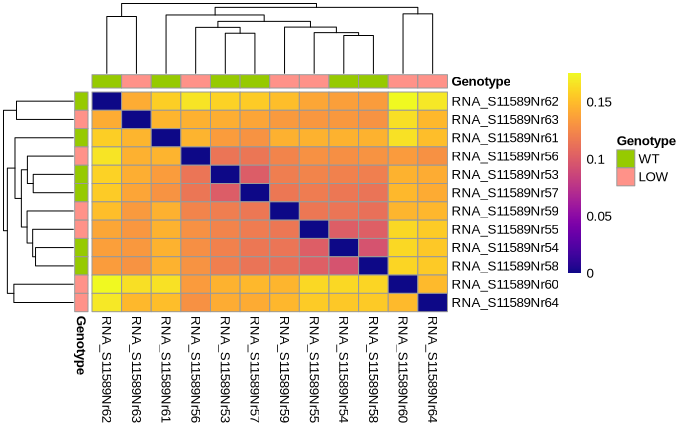 Genotype
RNA_S11589Nr62
RNA_S11589Nr63
RNA_S11589Nr61
RNA_S11589Nr56
RNA_S11589Nr53
RNA_S11589Nr57
RNA_S11589Nr59
RNA_S11589Nr55
RNA_S11589Nr54
RNA_S11589Nr58
RNA_S11589Nr60
RNA_S11589Nr64
0.15
0.1
0.05
0
Genotype
WT
LOW
Genotype
RNA_S11589Nr62
RNA_S11589Nr63
RNA_S11589Nr61
RNA_S11589Nr56
RNA_S11589Nr53
RNA_S11589Nr57
RNA_S11589Nr59
RNA_S11589Nr55
RNA_S11589Nr54
RNA_S11589Nr58
RNA_S11589Nr60
RNA_S11589Nr64